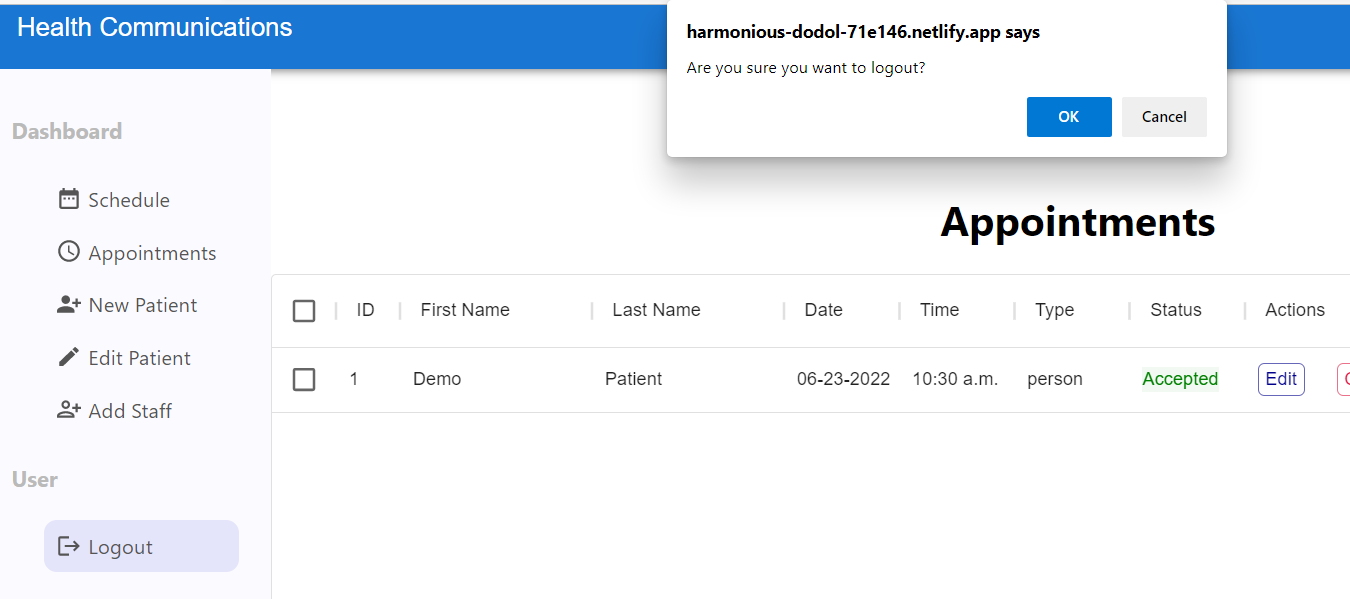 Health Communications
harmonious-dodol-71e146.netlify.app says
Are you sure you want to logout?
OK Cancel
Dashboard
Schedule
Appointments
New Patient
Edit Patient
Add Staff
User
Logout
Appointments
ID First Name Last Name Date Time Type Status Actions
1 Demo Patient 06-23-2022 10:30 a.m. person Accepted Edit